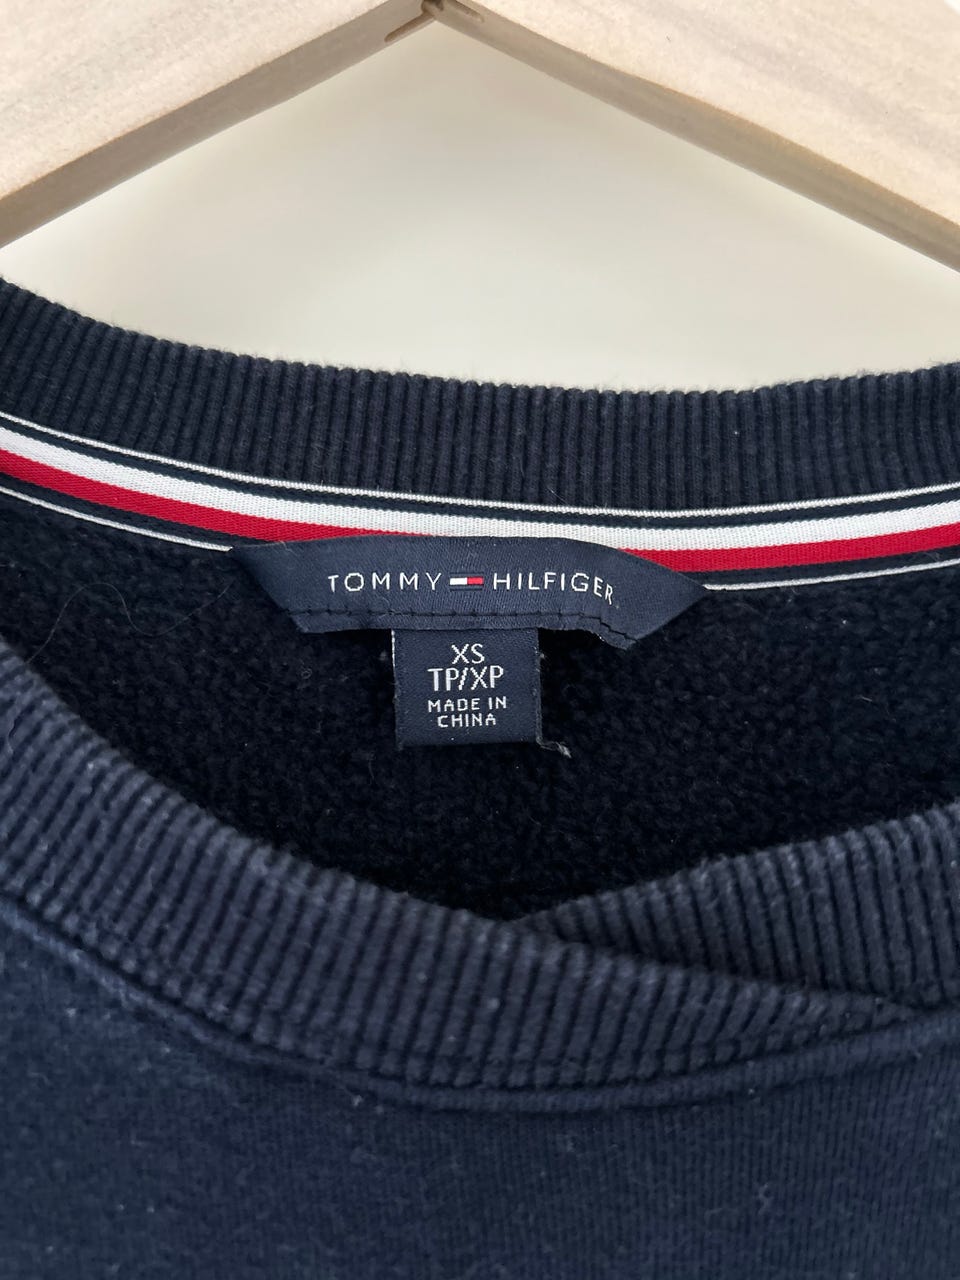 TOMMY HILFIGER
XS
TP/XP
MADE IN
CHINA